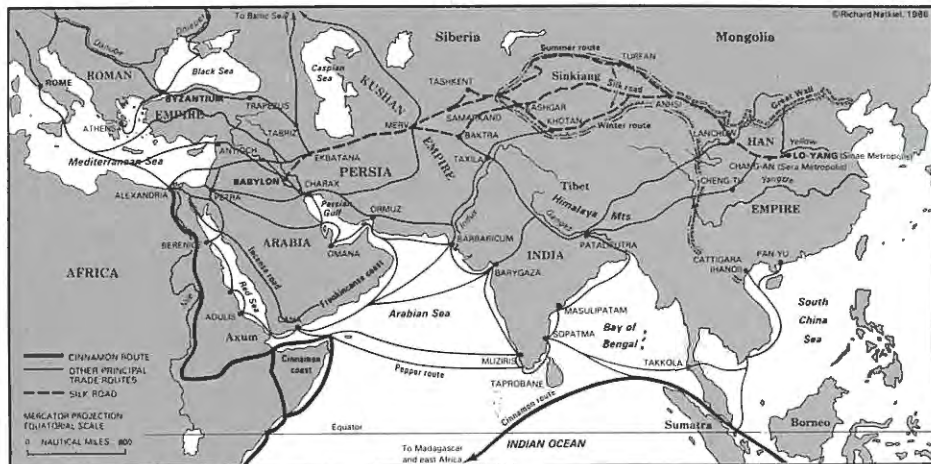 ©Richard Natkiel, 1986
To Baltic Sea
Dnieper
Danube
Siberia
Mongolia
ROMAN
EMPIRE
ROME
Black Sea
BYZANTIUM
TRAPEZUS
ATHENS
Caspian
Sea
KUSHAN
EMPIRE
TASHKENT
Summer route
TURFAN
Sinkiang
Silk road
KASHGAR
SAMARKAND
ANHSI
Great Wall
TABRIZ
MERV
BAKTRA
KHOTAN
Winter route
LANCHOW
HAN
EMPIRE
Yellow
ANTIOCH
EKBATANA
Mediterranean Sea
PERSIA
TAXILA
LO-YANG (Sinae Metropolis)
CHANG-AN (Sera Metropolis)
BABYLON
CHARAX
Tibet
CHENG-TU
Yangtze
ALEXANDRIA
PETRA
Persian
Gulf
ORMUZ
Himalaya Mts.
Indus
Ganges
ARABIA
BERENICE
OMANA
BARBARICUM
INDIA
PATALIPUTRA
CATTIGARA
(HANOI)
PAN-YU
AFRICA
Nile
Incense road
Red Sea
Frankincense coast
BARYGAZA
Arabian Sea
MASULIPATAM
South
China
Sea
ADULIS
Axum
CANA
SOPATMA
Bay of
Bengal
CINNAMON ROUTE
OTHER PRINCIPAL
TRADE ROUTES
SILK ROAD
Cinnamon
coast
Pepper route
MUZIRIS
TAPROBANE
TAKKOLA
MERCATOR PROJECTION
EQUATORIAL SCALE
0 NAUTICAL MILES 800
Equator
Cinnamon route
Sumatra
Borneo
To Madagascar
and east Africa
INDIAN OCEAN